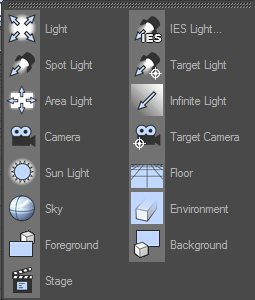 Light
IES Light...
IES
Spot Light
Target Light
Area Light
Infinite Light
Camera
Target Camera
Sun Light
Floor
Sky
Environment
Foreground
Background
Stage